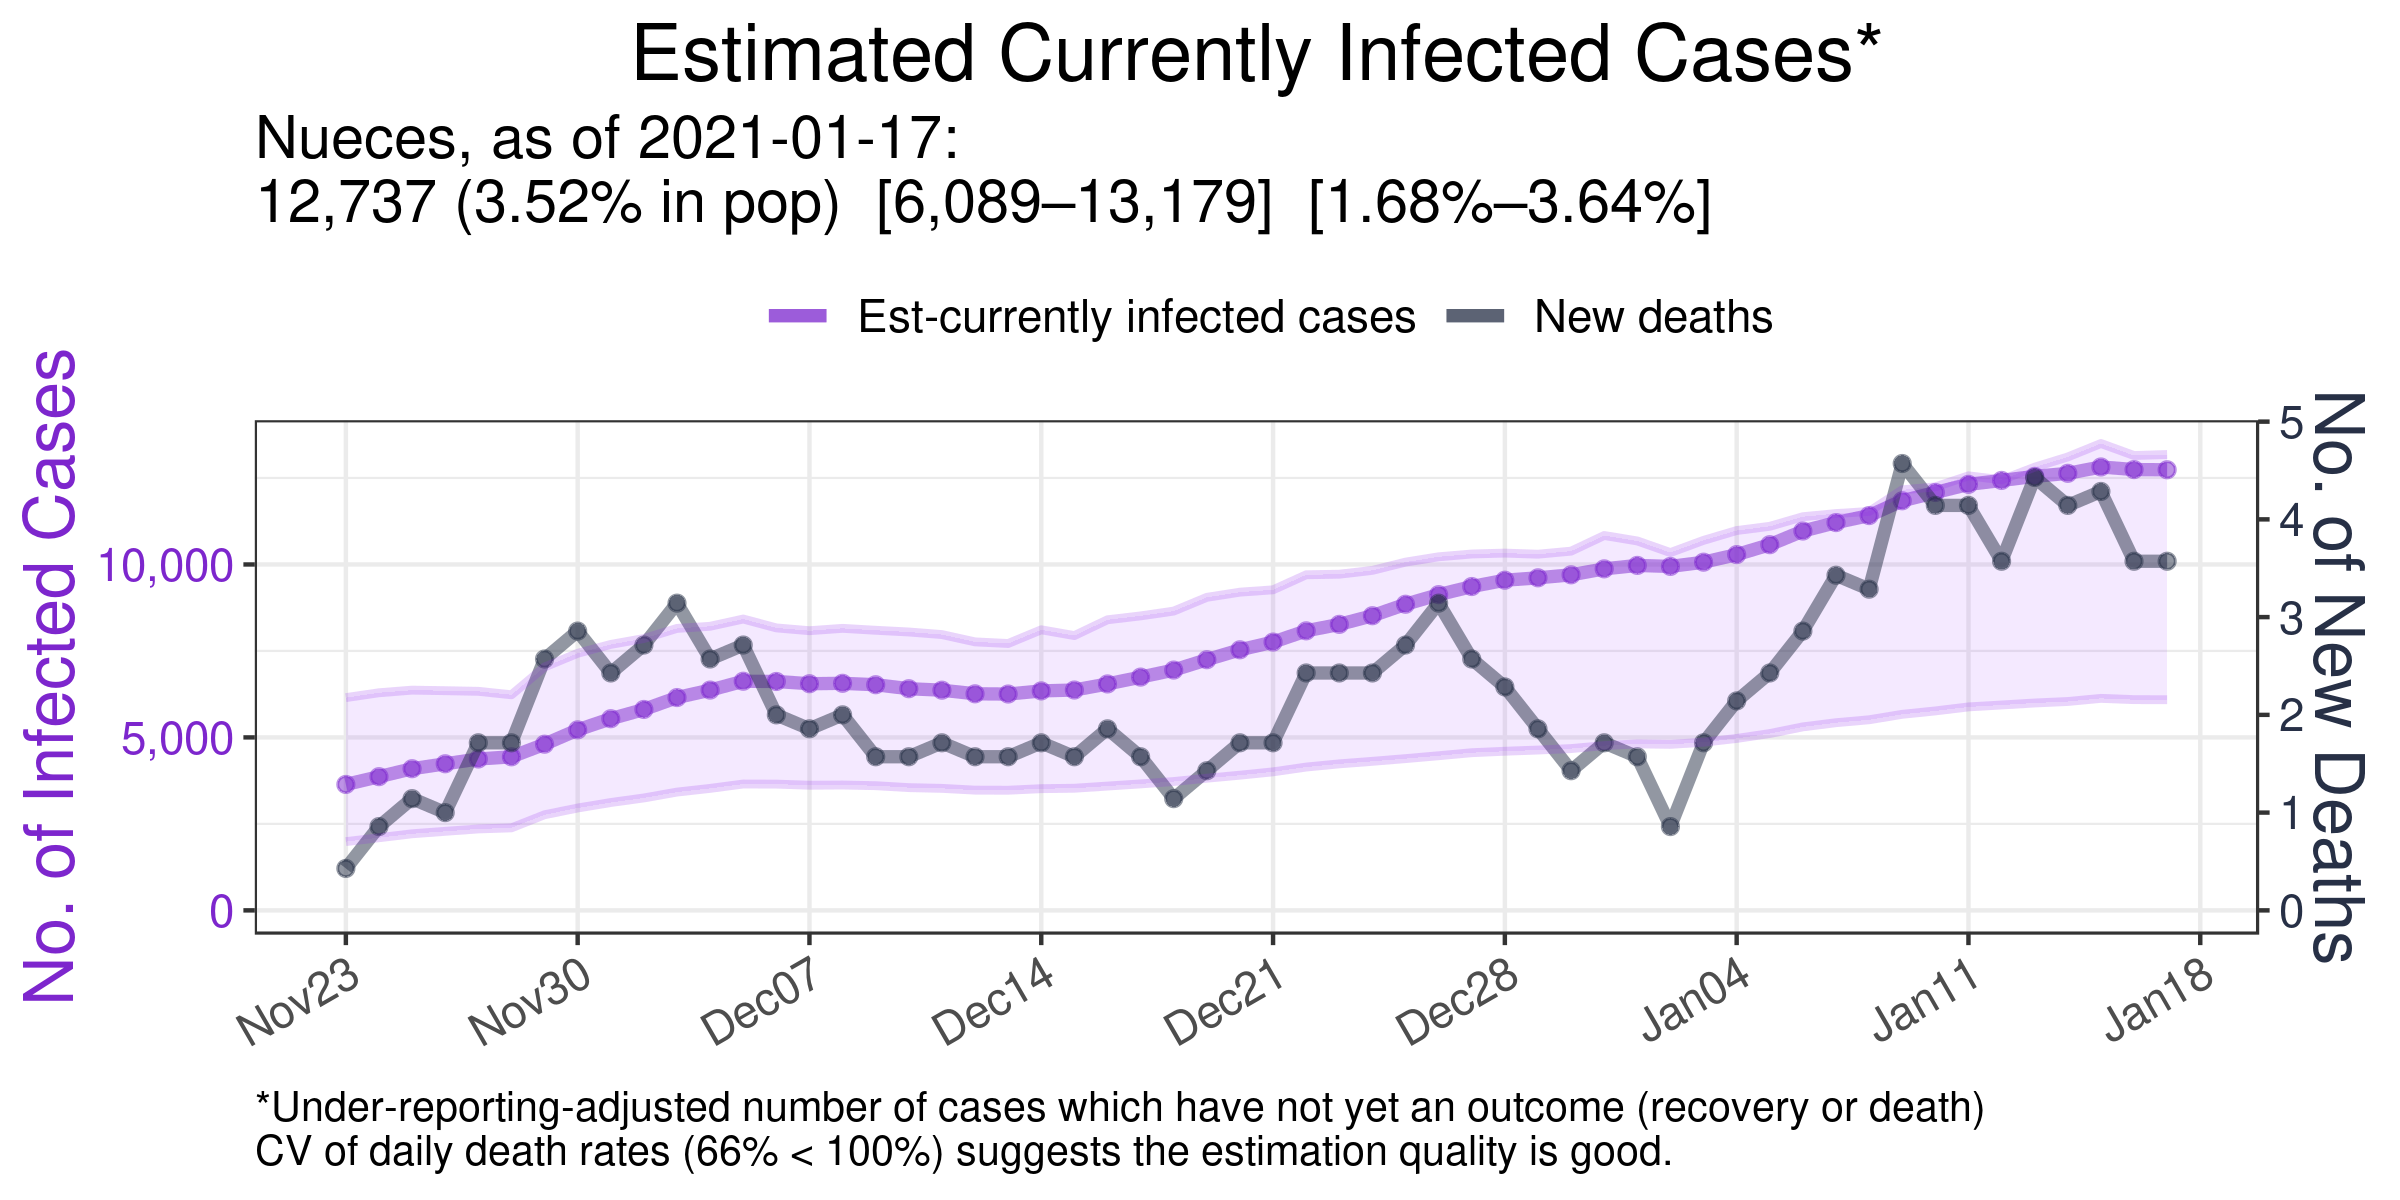 Estimated Currently Infected Cases*
Nueces, as of 2021-01-17:
12,737 (3.52% in pop)  [6,089–13,179]  [1.68%–3.64%]
Est-currently infected cases
New deaths
No. of Infected Cases
10,000
5,000
0
5
4
3
2
1
0
No. of New Deaths
Nov23
Nov30
Dec07
Dec14
Dec21
Dec28
Jan04
Jan11
Jan18
*Under-reporting-adjusted number of cases which have not yet an outcome (recovery or death)
CV of daily death rates (66% < 100%) suggests the estimation quality is good.